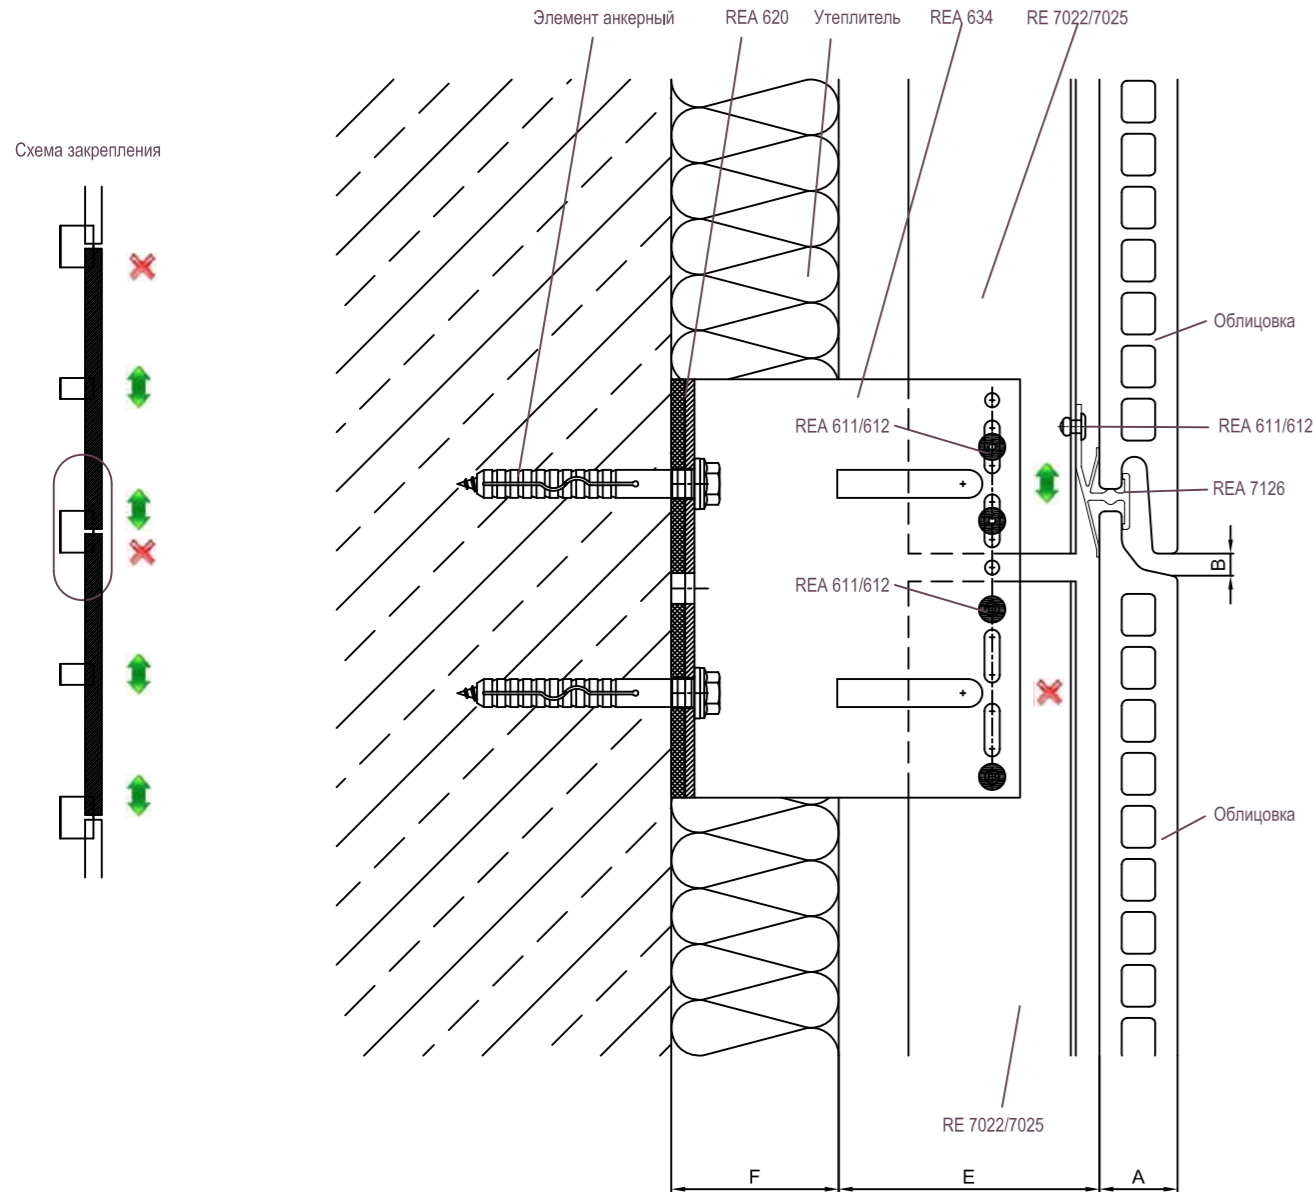 Элемент анкерный
REA 620
Утеплитель
REA 634
RE 7022/7025
Схема закрепления
Облицовка
REA 611/612
REA 611/612
REA 7126
B
REA 611/612
Облицовка
RE 7022/7025
F
E
A